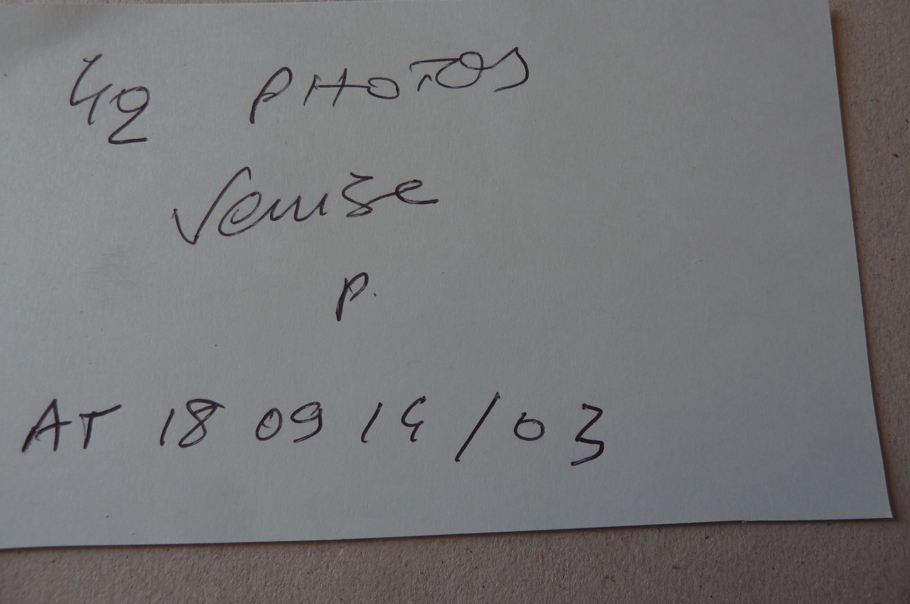 42 PHOTOS
Venise
P.
AT 18 09 14 / 03